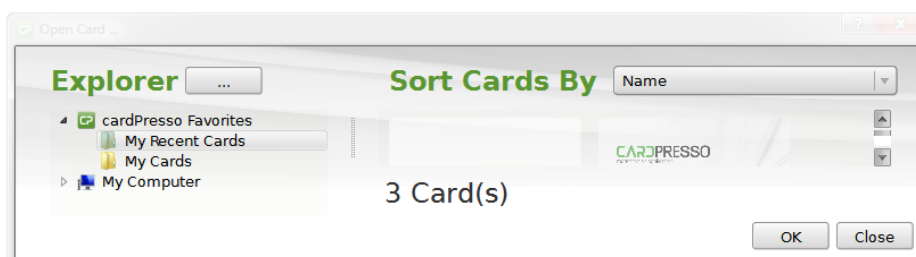 Open Card ...
Explorer ... Sort Cards By Name
cardPresso Favorites
My Recent Cards
My Cards
My Computer
CARDPRESSO
3 Card(s)
OK Close